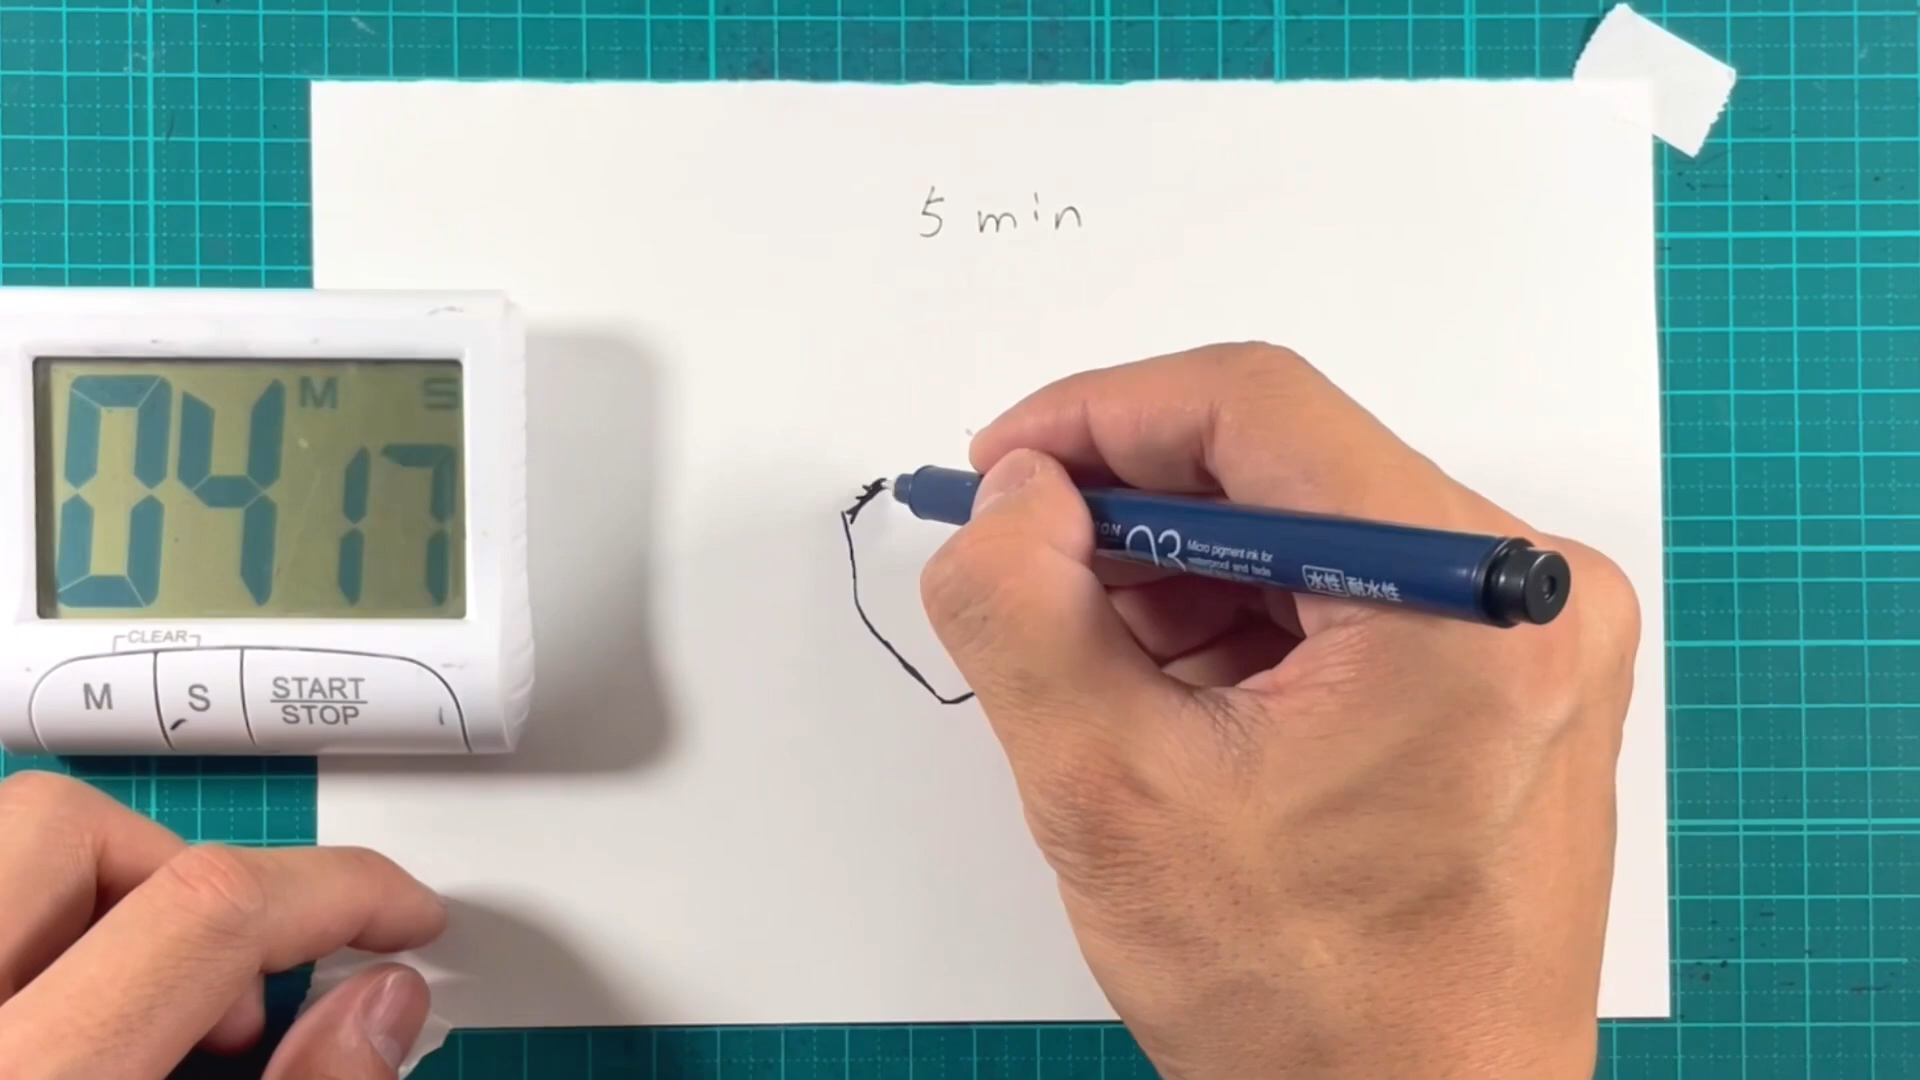 5 min
04 M 17 S
CLEAR
M S START STOP
03
Micro pigment ink for
waterproof and fade
水性 耐水性